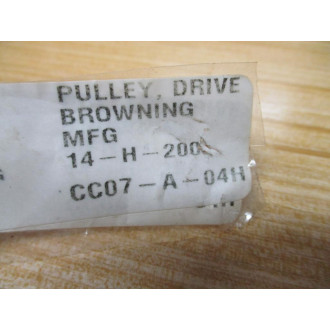 PULLEY, DRIVE
BROWNING
MFG
14-H-200
CC07-A-04H